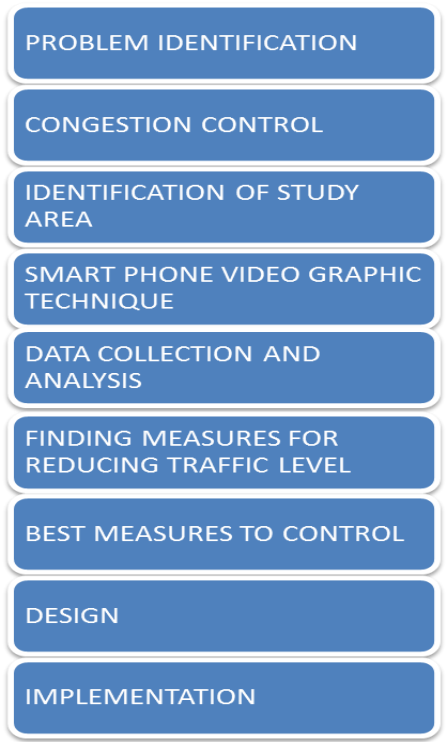 PROBLEM IDENTIFICATION
CONGESTION CONTROL
IDENTIFICATION OF STUDY
AREA
SMART PHONE VIDEO GRAPHIC
TECHNIQUE
DATA COLLECTION AND
ANALYSIS
FINDING MEASURES FOR
REDUCING TRAFFIC LEVEL
BEST MEASURES TO CONTROL
DESIGN
IMPLEMENTATION